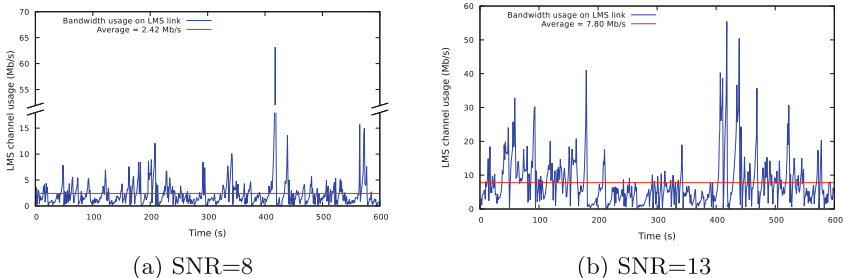 70
65
60
55
15
10
5
0
LMS channel usage (Mb/s)
Bandwidth usage on LMS link
Average = 2.42 Mb/s
0 100 200 300 400 500 600
Time (s)
(a) SNR=8
60
50
40
30
20
10
0
LMS channel usage (Mb/s)
Bandwidth usage on LMS link
Average = 7.80 Mb/s
0 100 200 300 400 500 600
Time (s)
(b) SNR=13